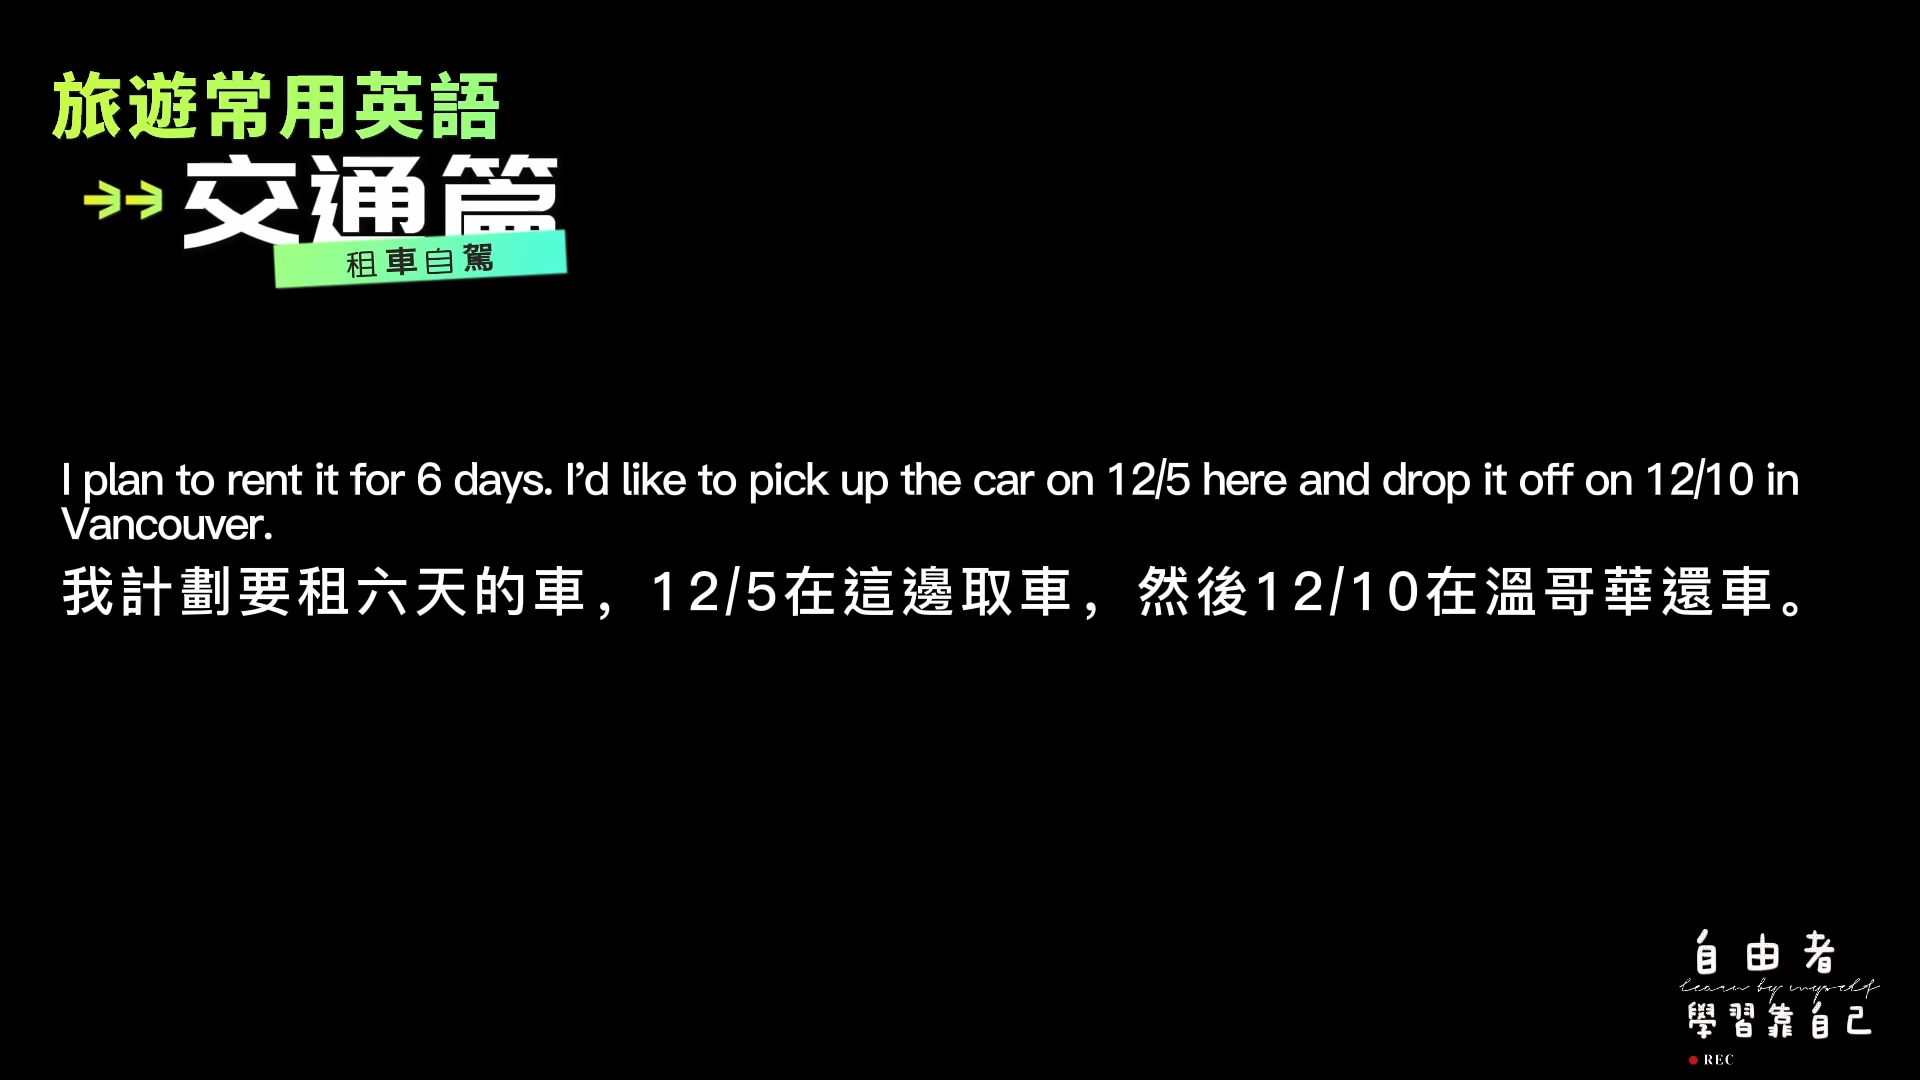 旅遊常用英語
交通篇
租車自駕
I plan to rent it for 6 days. I’d like to pick up the car on 12/5 here and drop it off on 12/10 in
Vancouver.
我計劃要租六天的車，12/5在這邊取車，然後12/10在溫哥華還車。
自由者
learn by myself
學習靠自己
REC